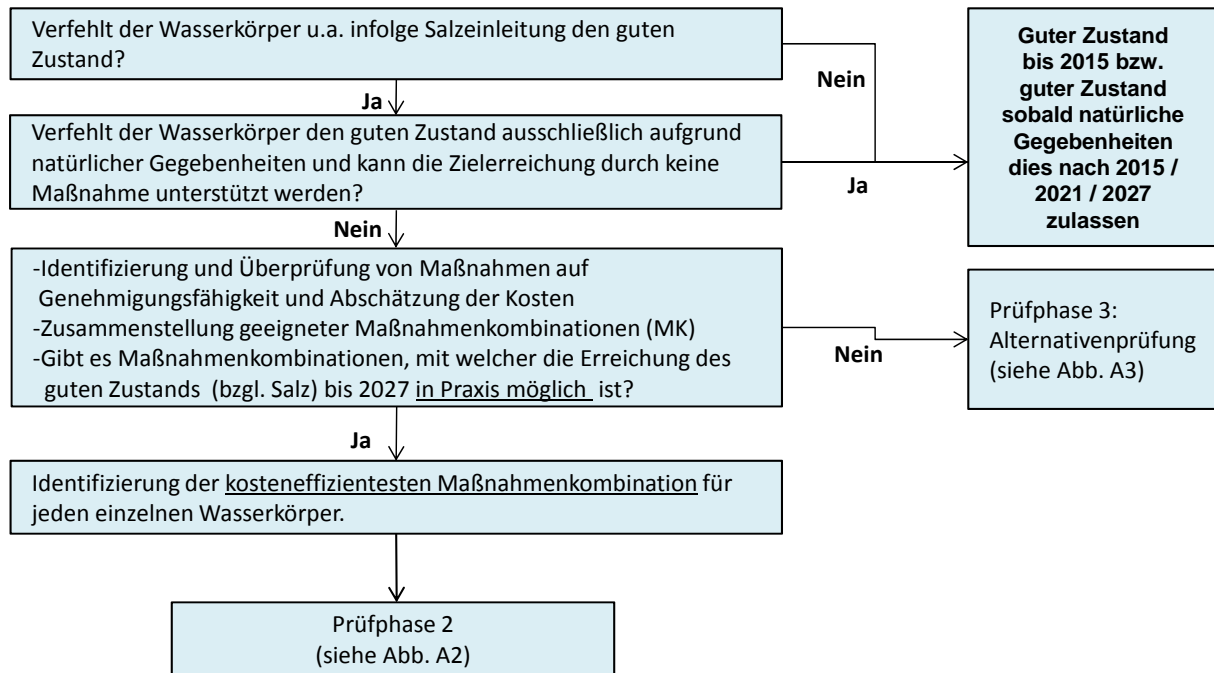 Verfehlt der Wasserkörper u.a. infolge Salzeinleitung den guten
Zustand?
Nein
Guter Zustand
bis 2015 bzw.
guter Zustand
sobald natürliche
Gegebenheiten
dies nach 2015 /
2021 / 2027
zulassen
Ja
Verfehlt der Wasserkörper den guten Zustand ausschließlich aufgrund
natürlicher Gegebenheiten und kann die Zielerreichung durch keine
Maßnahme unterstützt werden?
Ja
Nein
-Identifizierung und Überprüfung von Maßnahmen auf
Genehmigungsfähigkeit und Abschätzung der Kosten
-Zusammenstellung geeigneter Maßnahmenkombinationen (MK)
-Gibt es Maßnahmenkombinationen, mit welcher die Erreichung des
guten Zustands (bzgl. Salz) bis 2027 in Praxis möglich ist?
Nein
Prüfphase 3:
Alternativenprüfung
(siehe Abb. A3)
Ja
Identifizierung der kosteneffizientesten Maßnahmenkombination für
jeden einzelnen Wasserkörper.
Prüfphase 2
(siehe Abb. A2)